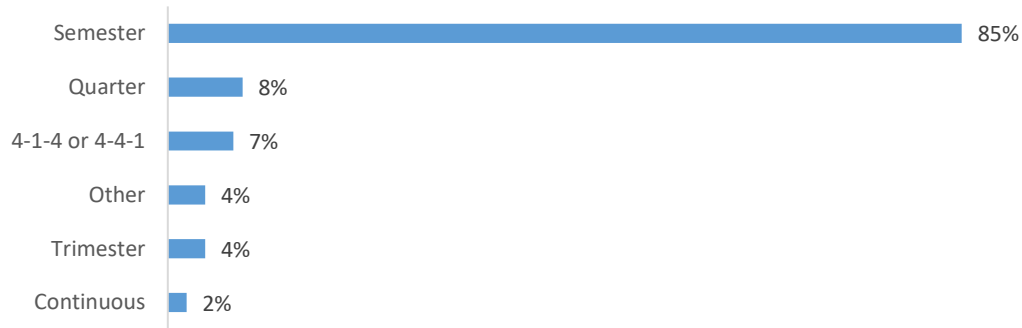 Semester 85%
Quarter 8%
4-1-4 or 4-4-1 7%
Other 4%
Trimester 4%
Continuous 2%